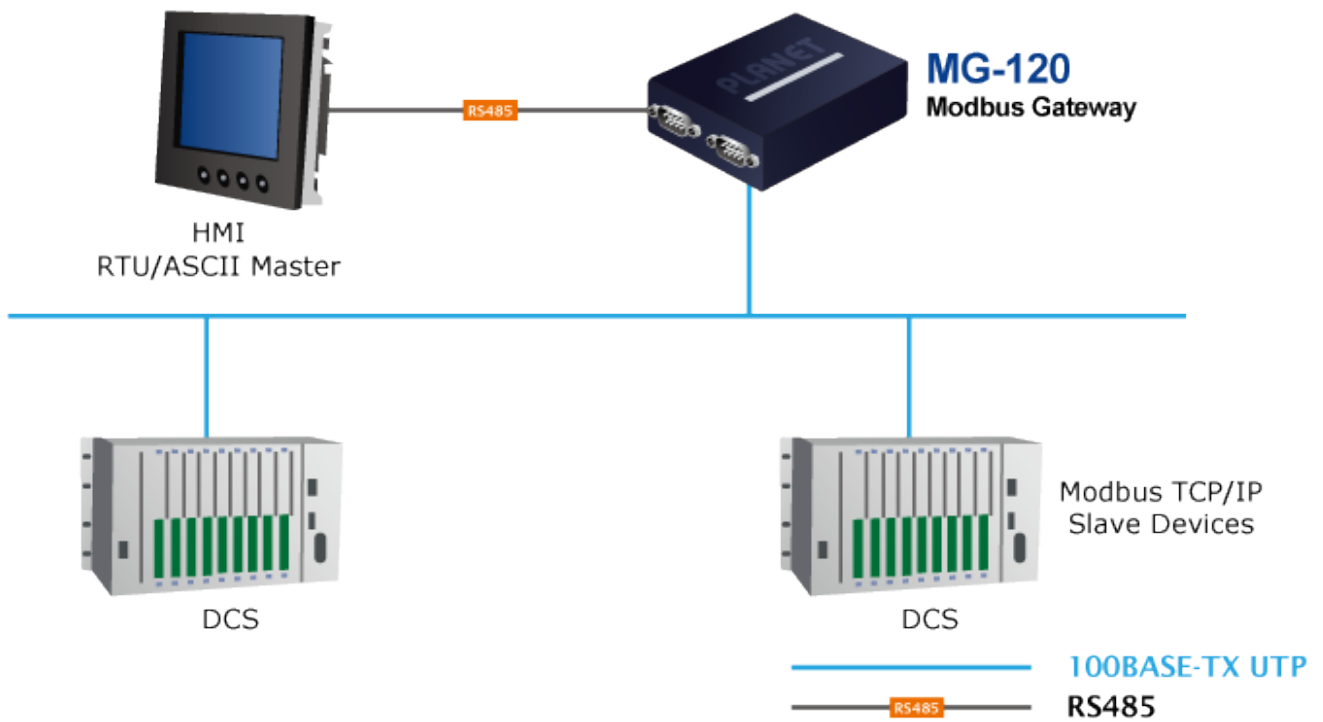 PLANET
MG-120
Modbus Gateway
RS485
HMI
RTU/ASCII Master
Modbus TCP/IP
Slave Devices
DCS
DCS
100BASE-TX UTP
RS485
RS485